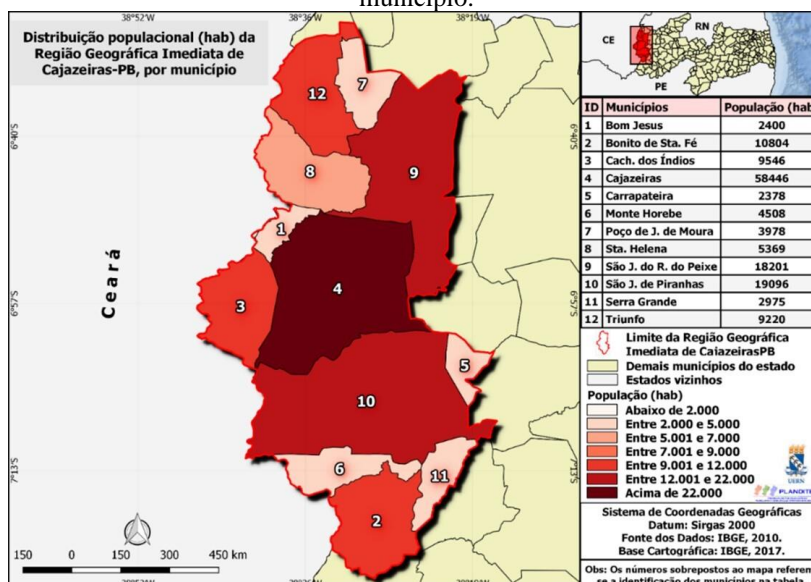 município.
38°52'W
38°36'W
38°19'W
Distribuição populacional (hab) da
Região Geográfica Imediata de
Cajazeiras-PB, por município
CE
RN
PE
12
7
8
9
1
4
3
5
10
6
11
2
Ceará
6°40'S
6°40'S
6°57'S
6°57'S
7°13'S
7°13'S
ID Municípios População (hab
1 Bom Jesus 2400
2 Bonito de Sta. Fé 10804
3 Cach. dos Índios 9546
4 Cajazeiras 58446
5 Carrapateira 2378
6 Monte Horebe 4508
7 Poço de J. de Moura 3978
8 Sta. Helena 5369
9 São J. do R. do Peixe 18201
10 São J. de Piranhas 19096
11 Serra Grande 2975
12 Triunfo 9220
Limite da Região Geográfica
Imediata de CajazeirasPB
Demais municípios do estado
Estados vizinhos
População (hab)
Abaixo de 2.000
Entre 2.000 e 5.000
Entre 5.001 e 7.000
Entre 7.001 e 9.000
Entre 9.001 e 12.000
Entre 12.001 e 22.000
Acima de 22.000
UERN
PLANDITE
Sistema de Coordenadas Geográficas
Datum: Sirgas 2000
Fonte dos Dados: IBGE, 2010.
Base Cartográfica: IBGE, 2017.
Obs: Os números sobrepostos ao mapa referen
se a identificação dos municípios na tabela
150 0 150 300 450 km